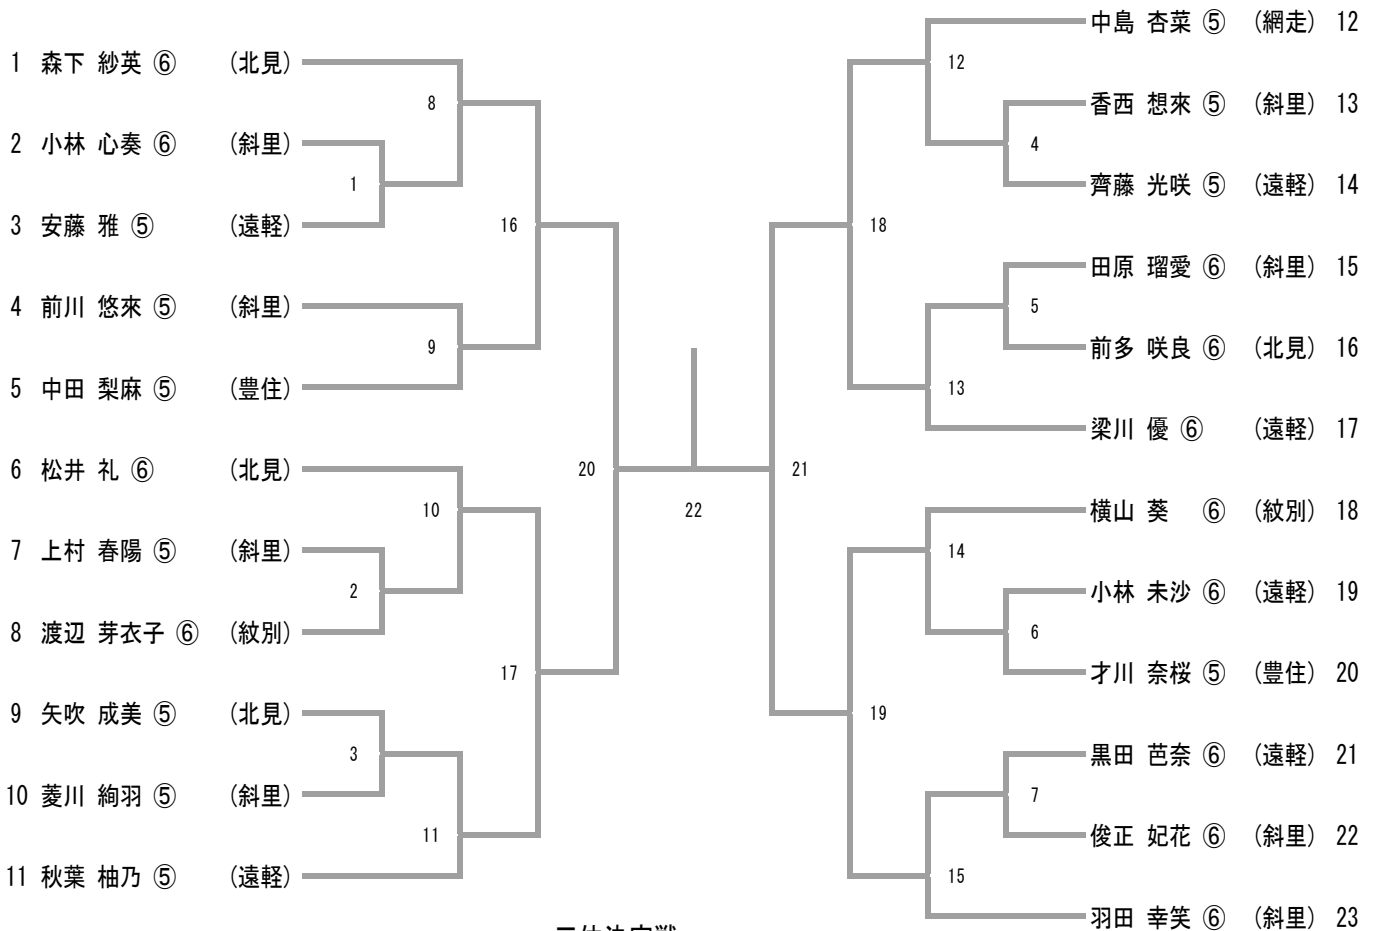 1 森下 紗英 ⑥ (北見)
2 小林 心奏 ⑥ (斜里)
3 安藤 雅 ⑤ (遠軽)
4 前川 悠來 ⑤ (斜里)
5 中田 梨麻 ⑤ (豊住)
6 松井 礼 ⑥ (北見)
7 上村 春陽 ⑤ (斜里)
8 渡辺 芽衣子 ⑥ (紋別)
9 矢吹 成美 ⑤ (北見)
10 菱川 絢羽 ⑤ (斜里)
11 秋葉 柚乃 ⑤ (遠軽)
8
1
16
9
10
2
17
3
11
20
22
21
12
4
18
5
13
14
6
19
7
15
中島 杏菜 ⑤ (網走) 12
香西 想來 ⑤ (斜里) 13
齊藤 光咲 ⑤ (遠軽) 14
田原 瑠愛 ⑥ (斜里) 15
前多 咲良 ⑥ (北見) 16
梁川 優 ⑥ (遠軽) 17
横山 葵 ⑥ (紋別) 18
小林 未沙 ⑥ (遠軽) 19
才川 奈桜 ⑤ (豊住) 20
黒田 芭奈 ⑥ (遠軽) 21
俊正 妃花 ⑥ (斜里) 22
羽田 幸笑 ⑥ (斜里) 23